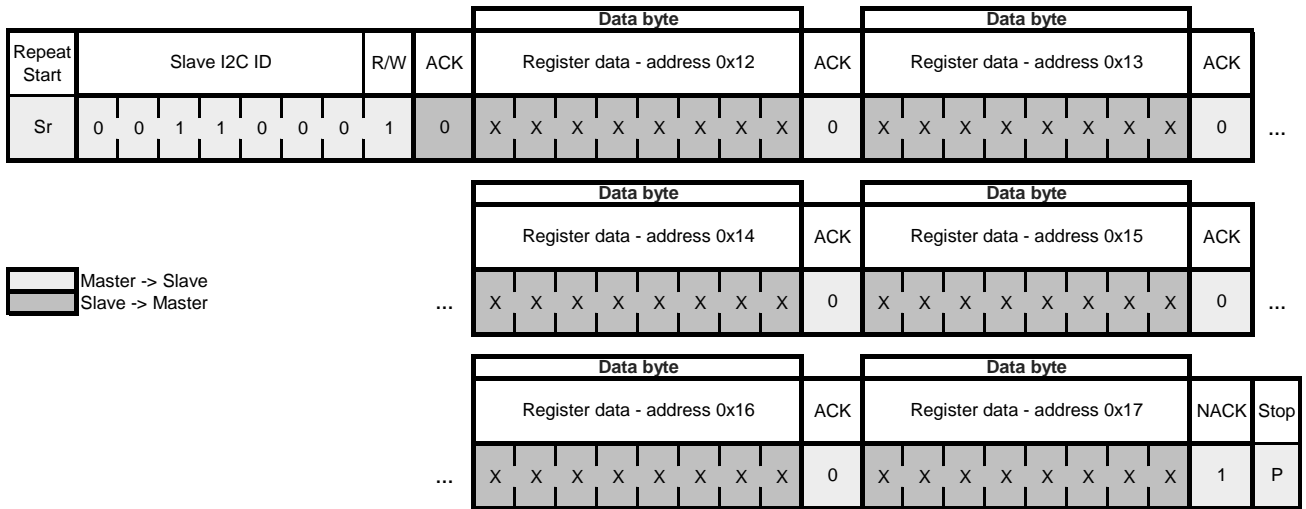 Data byte Data byte
Repeat Start Slave I2C ID R/W ACK Register data - address 0x12 ACK Register data - address 0x13 ACK
Sr 0 0 1 1 0 0 0 1 0 X X X X X X X X 0 X X X X X X X X 0 ...
Data byte Data byte
Register data - address 0x14 ACK Register data - address 0x15 ACK
Master -> Slave
Slave -> Master
... X X X X X X X X 0 X X X X X X X X 0 ...
Data byte Data byte
Register data - address 0x16 ACK Register data - address 0x17 NACK Stop
... X X X X X X X X 0 X X X X X X X X 1 P